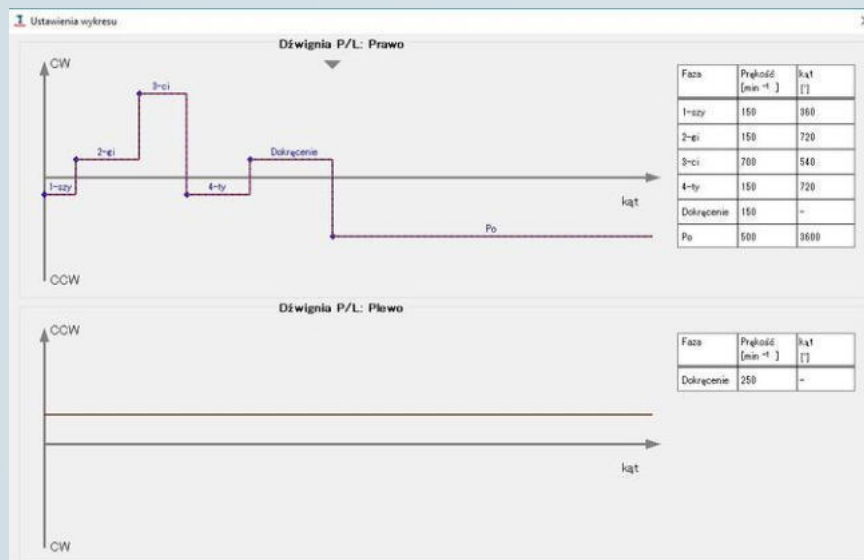 Ustawienia wykresu
Dźwignia P/L: Prawo
CW
3-ci
2-gi
Dokręcenie
1-szy
4-ty
kąt
Po
CCW
Faza Prękość [min⁻¹ ] kąt [°]
1-szy 150 360
2-gi 150 720
3-ci 700 540
4-ty 150 720
Dokręcenie 150 -
Po 500 3600
Dźwignia P/L: Plewo
CCW
kąt
CW
Faza Prękość [min⁻¹ ] kąt [°]
Dokręcenie 250 -